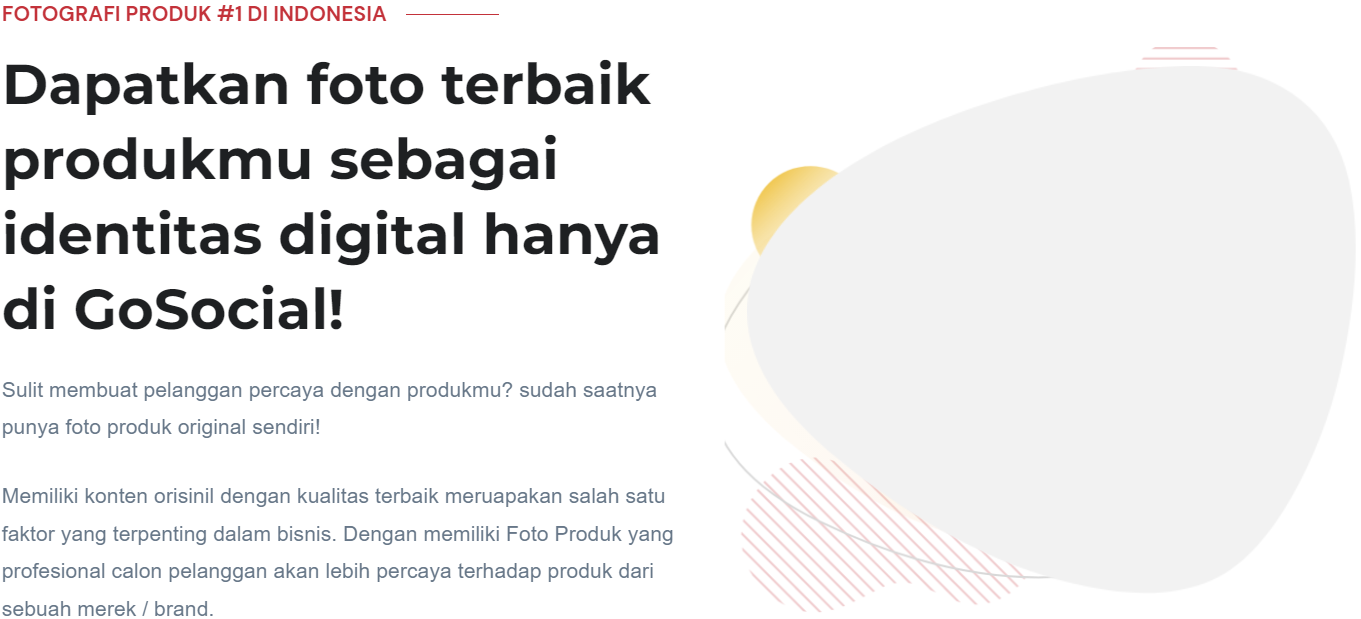 FOTOGRAFI PRODUK #1 DI INDONESIA
Dapatkan foto terbaik
produkmu sebagai
identitas digital hanya
di GoSocial!
Sulit membuat pelanggan percaya dengan produkmu? sudah saatnya
punya foto produk original sendiri!
Memiliki konten orisinil dengan kualitas terbaik meruapakan salah satu
faktor yang terpenting dalam bisnis. Dengan memiliki Foto Produk yang
profesional calon pelanggan akan lebih percaya terhadap produk dari
sebuah merek / brand.